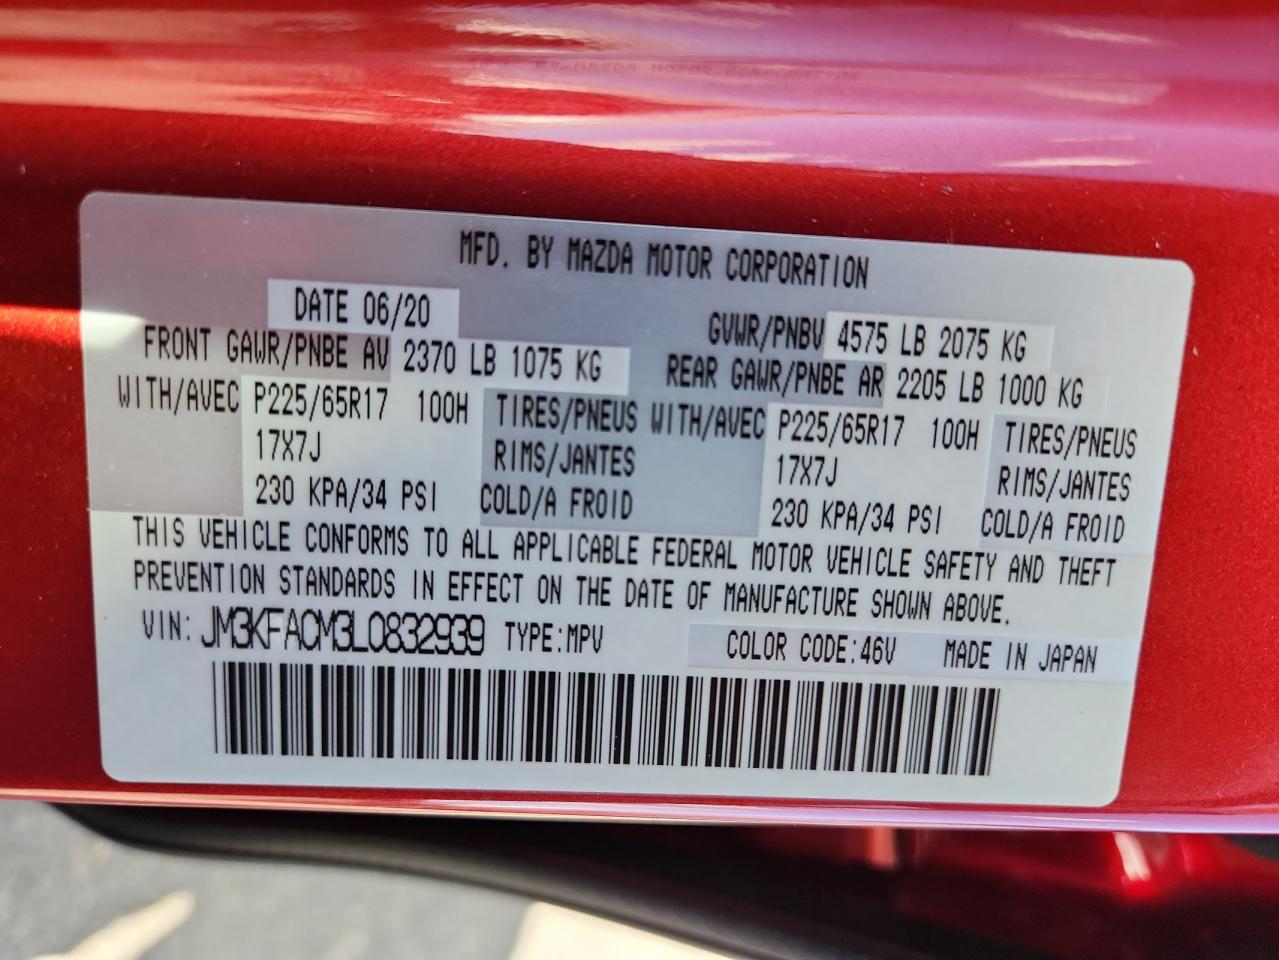 MFD. BY MAZDA MOTOR CORPORATION
DATE 06/20
GVWR/PNBV 4575 LB 2075 KG
FRONT GAWR/PNBE AV 2370 LB 1075 KG
REAR GAWR/PNBE AR 2205 LB 1000 KG
WITH/AVEC P225/65R17 100H TIRES/PNEUS WITH/AVEC P225/65R17 100H TIRES/PNEUS
17X7J RIMS/JANTES 17X7J RIMS/JANTES
230 KPA/34 PSI COLD/A FROID 230 KPA/34 PSI COLD/A FROID
THIS VEHICLE CONFORMS TO ALL APPLICABLE FEDERAL MOTOR VEHICLE SAFETY AND THEFT
PREVENTION STANDARDS IN EFFECT ON THE DATE OF MANUFACTURE SHOWN ABOVE.
VIN: JM3KFACM3L0832939 TYPE:MPV COLOR CODE:46V MADE IN JAPAN